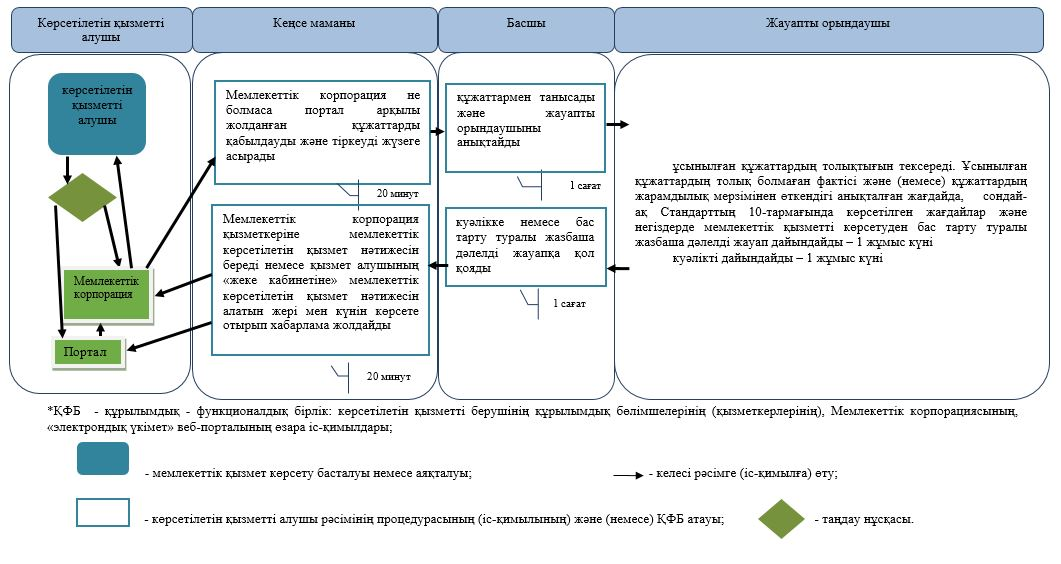 Көрсетілетін қызметті
алушы
Кеңсе маманы
Басшы
Жауапты орындаушы
көрсетілетін
қызметті
алушы
Мемлекеттік
корпорация
Портал
Мемлекеттік корпорация не
болмаса портал арқылы
жолданған құжаттарды
қабылдауды және тіркеуді жүзеге
асырады
20 минут
Мемлекеттік корпорация
қызметкеріне мемлекеттік
көрсетілетін қызмет нәтижесін
береді немесе қызмет алушының
«жеке кабинетіне» мемлекеттік
көрсетілетін қызмет нәтижесін
алатын жері мен күнін көрсете
отырып хабарлама жолдайды
20 минут
құжаттармен танысады
және жауапты
орындаушыны
анықтайды
1 сағат
куәлікке немесе бас
тарту туралы жазбаша
дәлелді жауапқа қол
қояды
1 сағат
ұсынылған құжаттардың толықтығын тексереді. Ұсынылған
құжаттардың толық болмаған фактісі және (немесе) құжаттардың
жарамдылық мерзімінен өткендігі анықталған жағдайда, сондай-
ақ Стандарттың 10-тармағында көрсетілген жағдайлар және
негіздерде мемлекеттік қызметті көрсетуден бас тарту туралы
жазбаша дәлелді жауап дайындайды – 1 жұмыс күні
куәлікті дайындайды – 1 жұмыс күні
*ҚФБ - құрылымдық - функционалдық бірлік: көрсетілетін қызметті берушінің құрылымдық бөлімшелерінің (қызметкерлерінің), Мемлекеттік корпорациясының,
«электрондық үкімет» веб-порталының өзара іс-қимылдары;
- мемлекеттік қызмет көрсету басталуы немесе аяқталуы;
- келесі рәсімге (іс-қимылға) өту;
- көрсетілетін қызметті алушы рәсімінің процедурасының (іс-қимылының) және (немесе) ҚФБ атауы;
- таңдау нұсқасы.